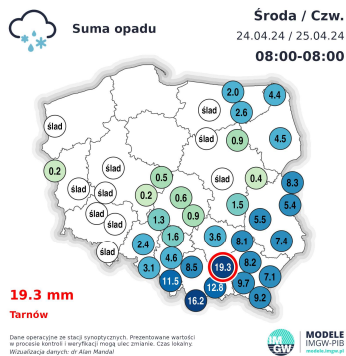 Suma opadu
Środa / Czw.
24.04.24 / 25.04.24
08:00-08:00
2.0
4.4
ślad
2.6
ślad
ślad
0.9
4.5
0.2
ślad
ślad
ślad
0.5
ślad
0.4
8.3
0.2
0.6
1.5
5.4
ślad
ślad
1.3
0.9
5.5
2.4
1.6
3.6
8.1
7.4
ślad
3.1
4.6
8.5
19.3
8.2
11.5
12.8
9.7
7.1
16.2
9.2
19.3 mm
Tarnów
Dane operacyjne ze stacji synoptycznych. Prezentowane wartości
w procesie kontroli i weryfikacji mogą ulec zmianie. Czas lokalny.
Wizualizacja danych: dr Alan Mandal
IM
GW
MODELE
IMGW-PIB
modele.imgw.pl